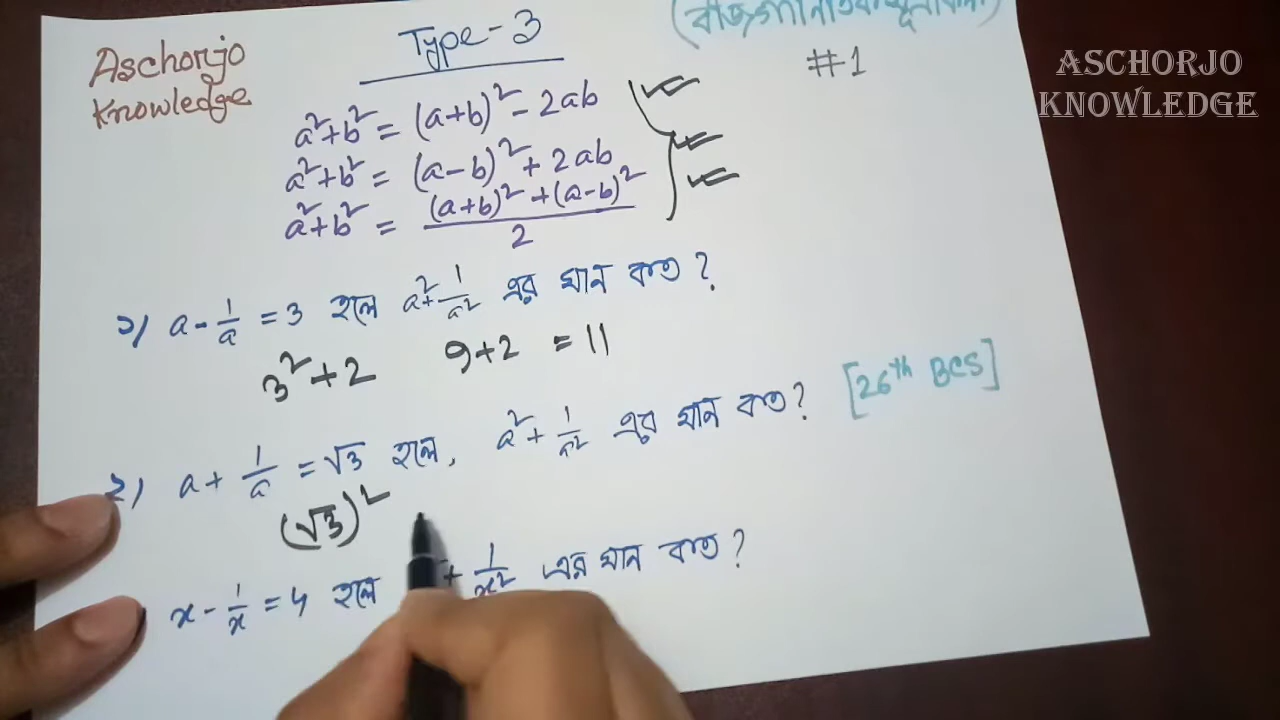 Aschorjo
Knowledge
Type-3
#1
ASCHORJO
KNOWLEDGE
a²+b² = (a+b)² - 2ab
a²+b² = (a-b)² + 2ab
a²+b² = (a+b)² + (a-b)² / 2
১) a - 1/a = 3 হলে a² + 1/a² এর মান কত?
3² + 2 9+2 = 11
২) a + 1/a = √3 হলে, a² + 1/a² এর মান কত? [26th BCS]
(√3)²
x - 1/x = 4 হলে + 1/x² এর মান কত?